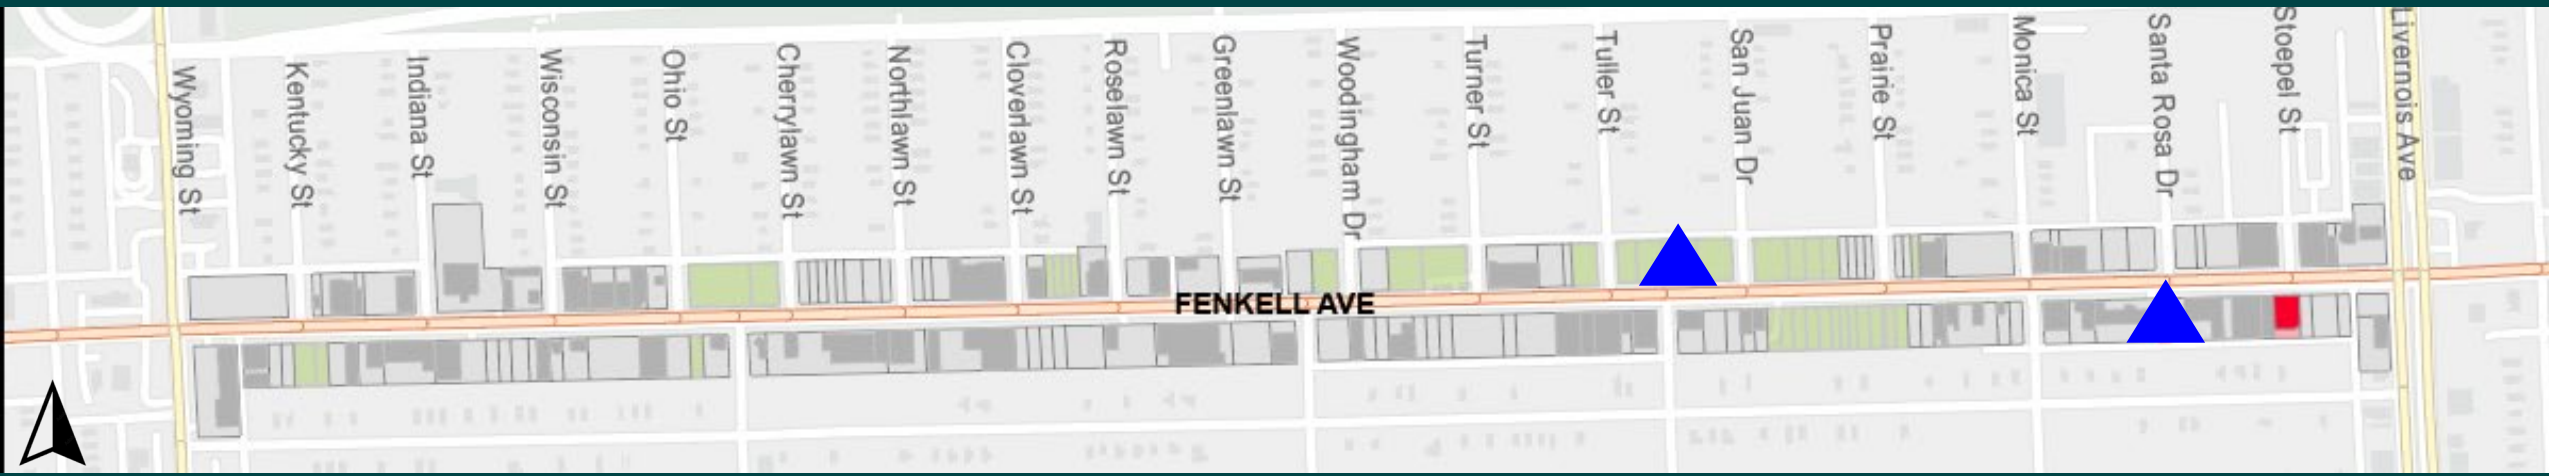 Wyoming St
Kentucky St
Indiana St
Wisconsin St
Ohio St
Cherrylawn St
Northlawn St
Cloverlawn St
Roselawn St
Greenlawn St
Woodingham Dr
Turner St
Tuller St
San Juan Dr
Prairie St
Monica St
Santa Rosa Dr
Stoepel St
Livernois Ave
FENKELL AVE